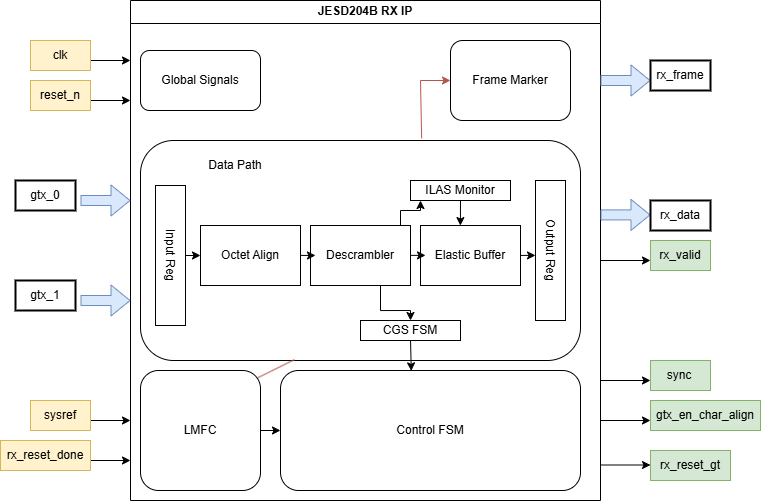 JESD204B RX IP
clk
Global Signals
Frame Marker
rx_frame
reset_n
Data Path
gtx_0
ILAS Monitor
rx_data
Input Reg
Octet Align
Descrambler
Elastic Buffer
Output Reg
rx_valid
gtx_1
CGS FSM
sync
sysref
LMFC
Control FSM
gtx_en_char_align
rx_reset_done
rx_reset_gt